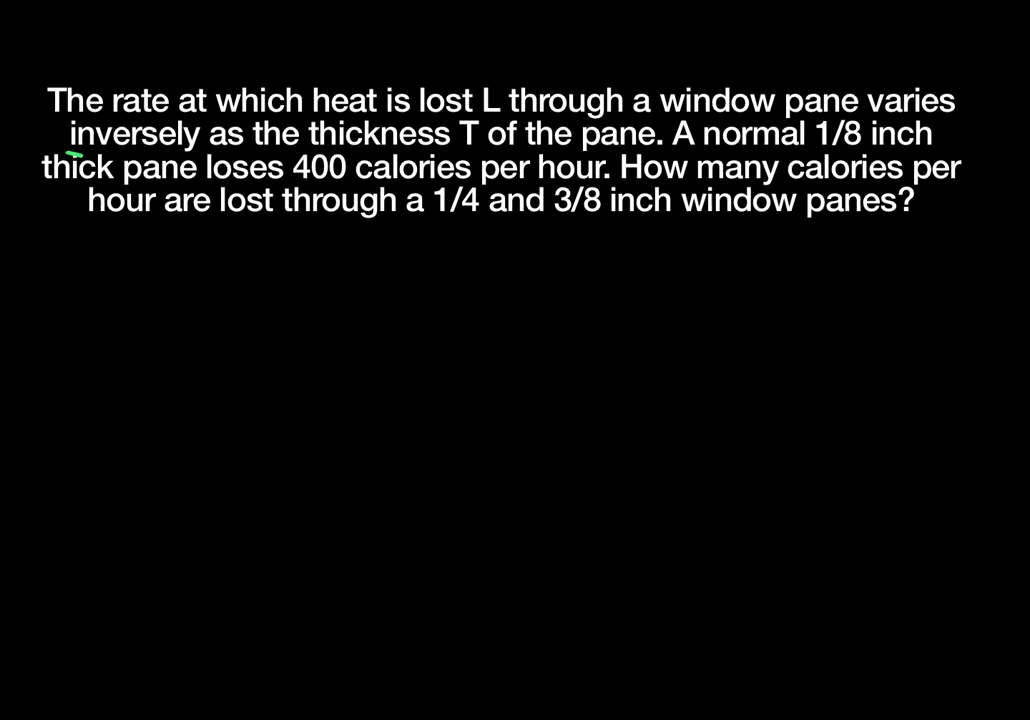 The rate at which heat is lost L through a window pane varies
inversely as the thickness T of the pane. A normal 1/8 inch
thick pane loses 400 calories per hour. How many calories per
hour are lost through a 1/4 and 3/8 inch window panes?